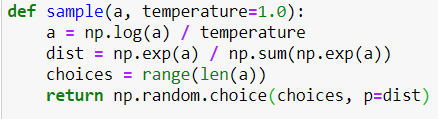 def sample(a, temperature=1.0):
    a = np.log(a) / temperature
    dist = np.exp(a) / np.sum(np.exp(a))
    choices = range(len(a))
    return np.random.choice(choices, p=dist)